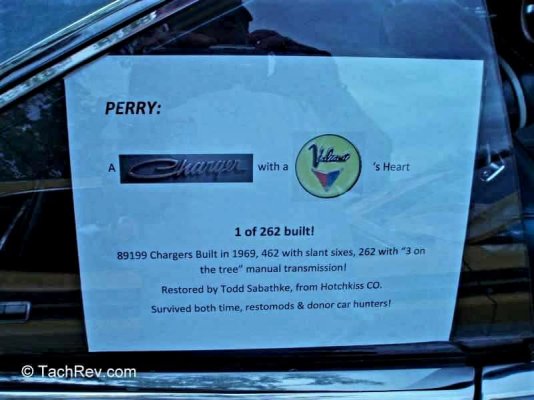 PERRY:
A Charger with a Valiant 's Heart
1 of 262 built!
89199 Chargers Built in 1969, 462 with slant sixes, 262 with “3 on
the tree” manual transmission!
Restored by Todd Sabathke, from Hotchkiss CO.
Survived both time, restomods & donor car hunters!
© TachRev.com